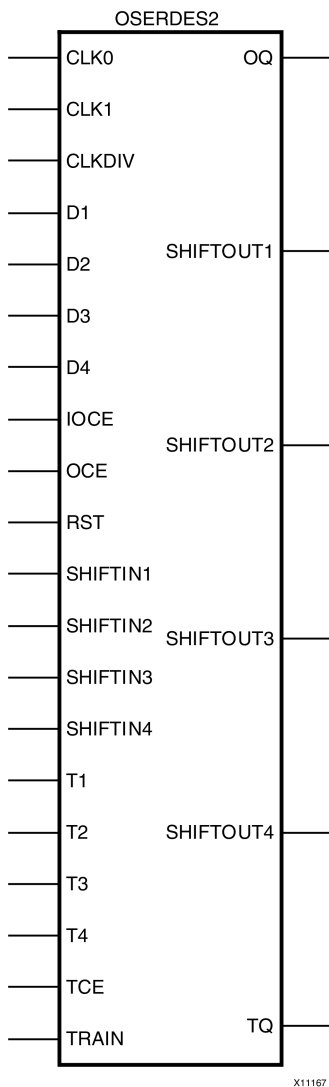 OSERDES2
CLK0
OQ
CLK1
CLKDIV
D1
SHIFTOUT1
D2
D3
D4
IOCE
SHIFTOUT2
OCE
RST
SHIFTIN1
SHIFTIN2
SHIFTOUT3
SHIFTIN3
SHIFTIN4
T1
T2
SHIFTOUT4
T3
T4
TCE
TQ
TRAIN
X11167